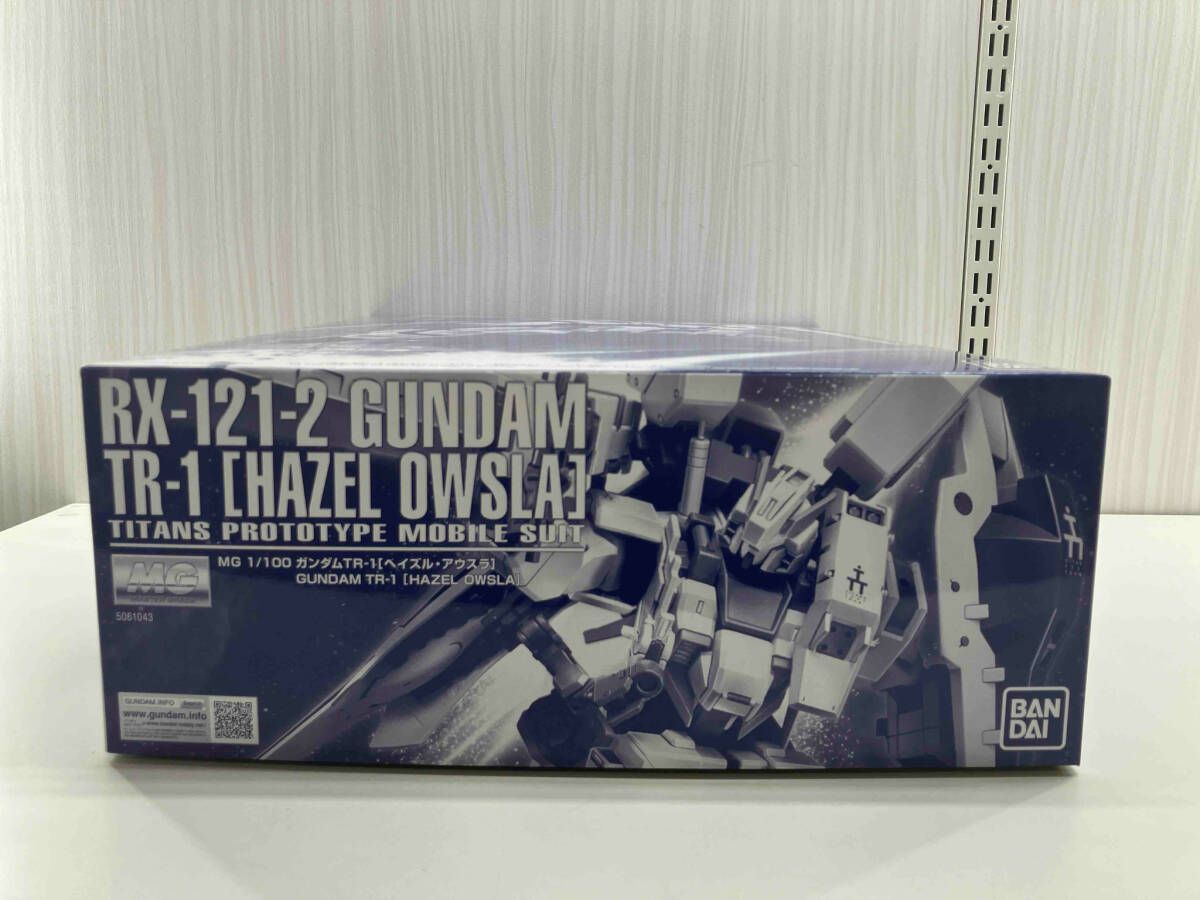 RX-121-2 GUNDAM
TR-1 [HAZEL OWSLA]
TITANS PROTOTYPE MOBILE SUIT
MG 1/100 ガンダムTR-1[ヘイズル・アウスラ]
GUNDAM TR-1 [HAZEL OWSLA]
MG
5061043
GUNDAM.INFO
www.gundam.info
BAN
DAI